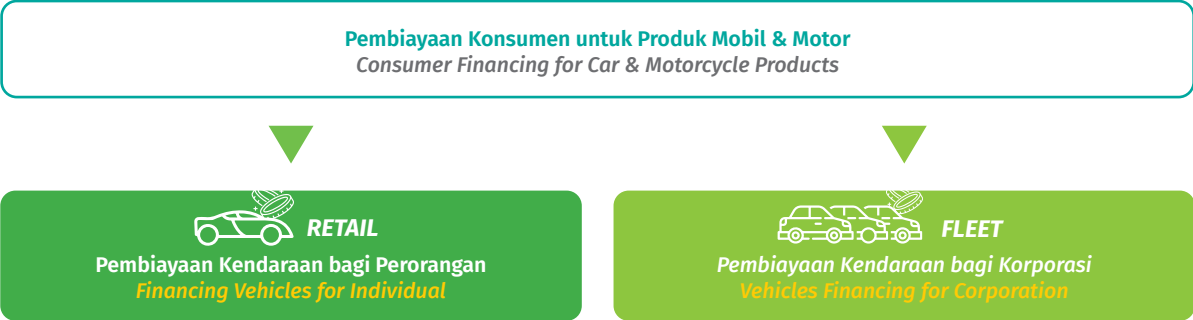 Pembiayaan Konsumen untuk Produk Mobil & Motor
Consumer Financing for Car & Motorcycle Products
RETAIL
Pembiayaan Kendaraan bagi Perorangan
Financing Vehicles for Individual
FLEET
Pembiayaan Kendaraan bagi Korporasi
Vehicles Financing for Corporation